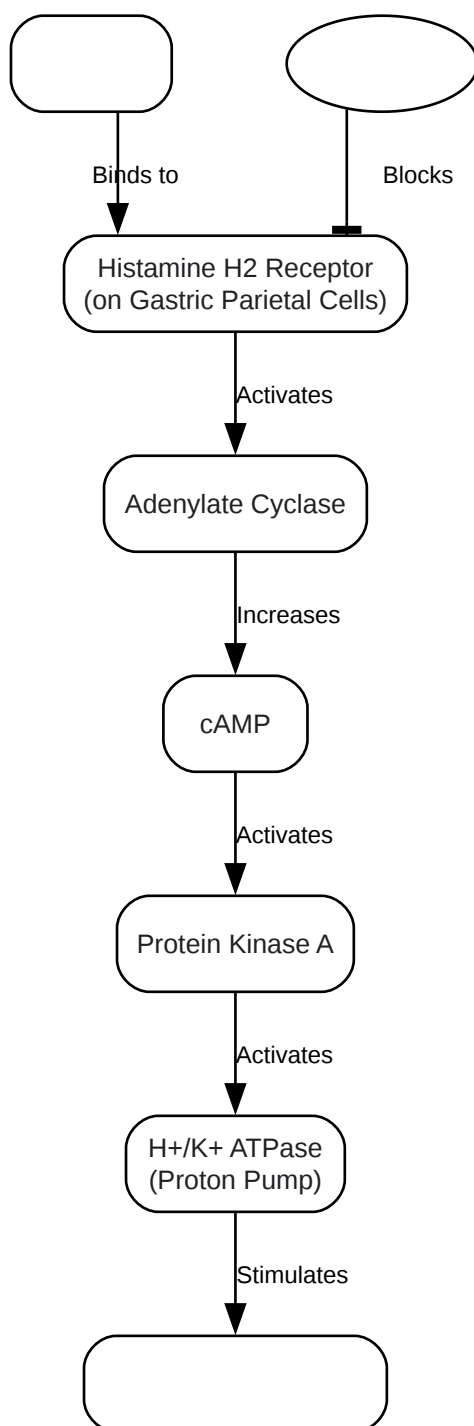 Binds to
Blocks
Histamine H2 Receptor
(on Gastric Parietal Cells)
Activates
Adenylate Cyclase
Increases
cAMP
Activates
Protein Kinase A
Activates
H+/K+ ATPase
(Proton Pump)
Stimulates